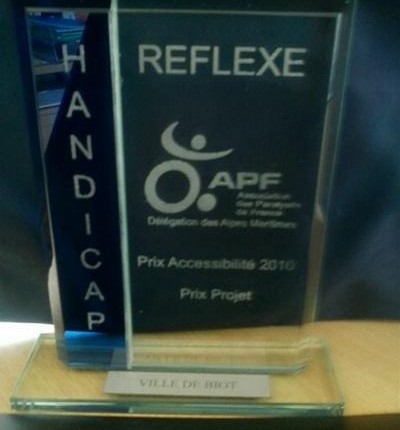 HANDICAP
REFLEXE
APF
Association
des Paralysés
de France
Délégation des Alpes Maritimes
Prix Accessibilité 2010
Prix Projet
VILLE DE BIOT